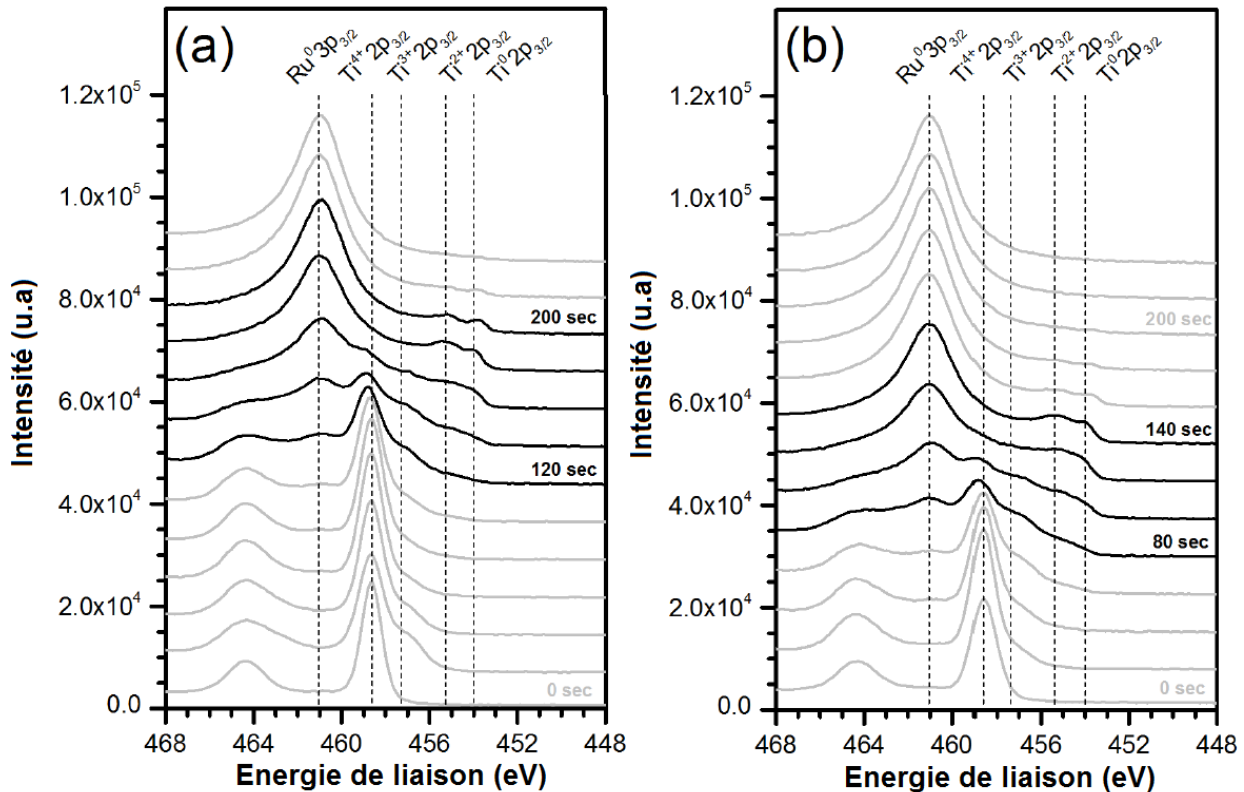 (a)
Ru⁰3p₃/₂
Ti⁴⁺2p₃/₂
Ti³⁺2p₃/₂
Ti²⁺2p₃/₂
Ti⁰2p₃/₂
1.2x10⁵
1.0x10⁵
8.0x10⁴
6.0x10⁴
4.0x10⁴
2.0x10⁴
0.0
Intensité (u.a)
200 sec
120 sec
0 sec
468 464 460 456 452 448
Energie de liaison (eV)
(b)
Ru⁰3p₃/₂
Ti⁴⁺2p₃/₂
Ti³⁺2p₃/₂
Ti²⁺2p₃/₂
Ti⁰2p₃/₂
1.2x10⁵
1.0x10⁵
8.0x10⁴
6.0x10⁴
4.0x10⁴
2.0x10⁴
0.0
Intensité (u.a)
200 sec
140 sec
80 sec
0 sec
468 464 460 456 452 448
Energie de liaison (eV)